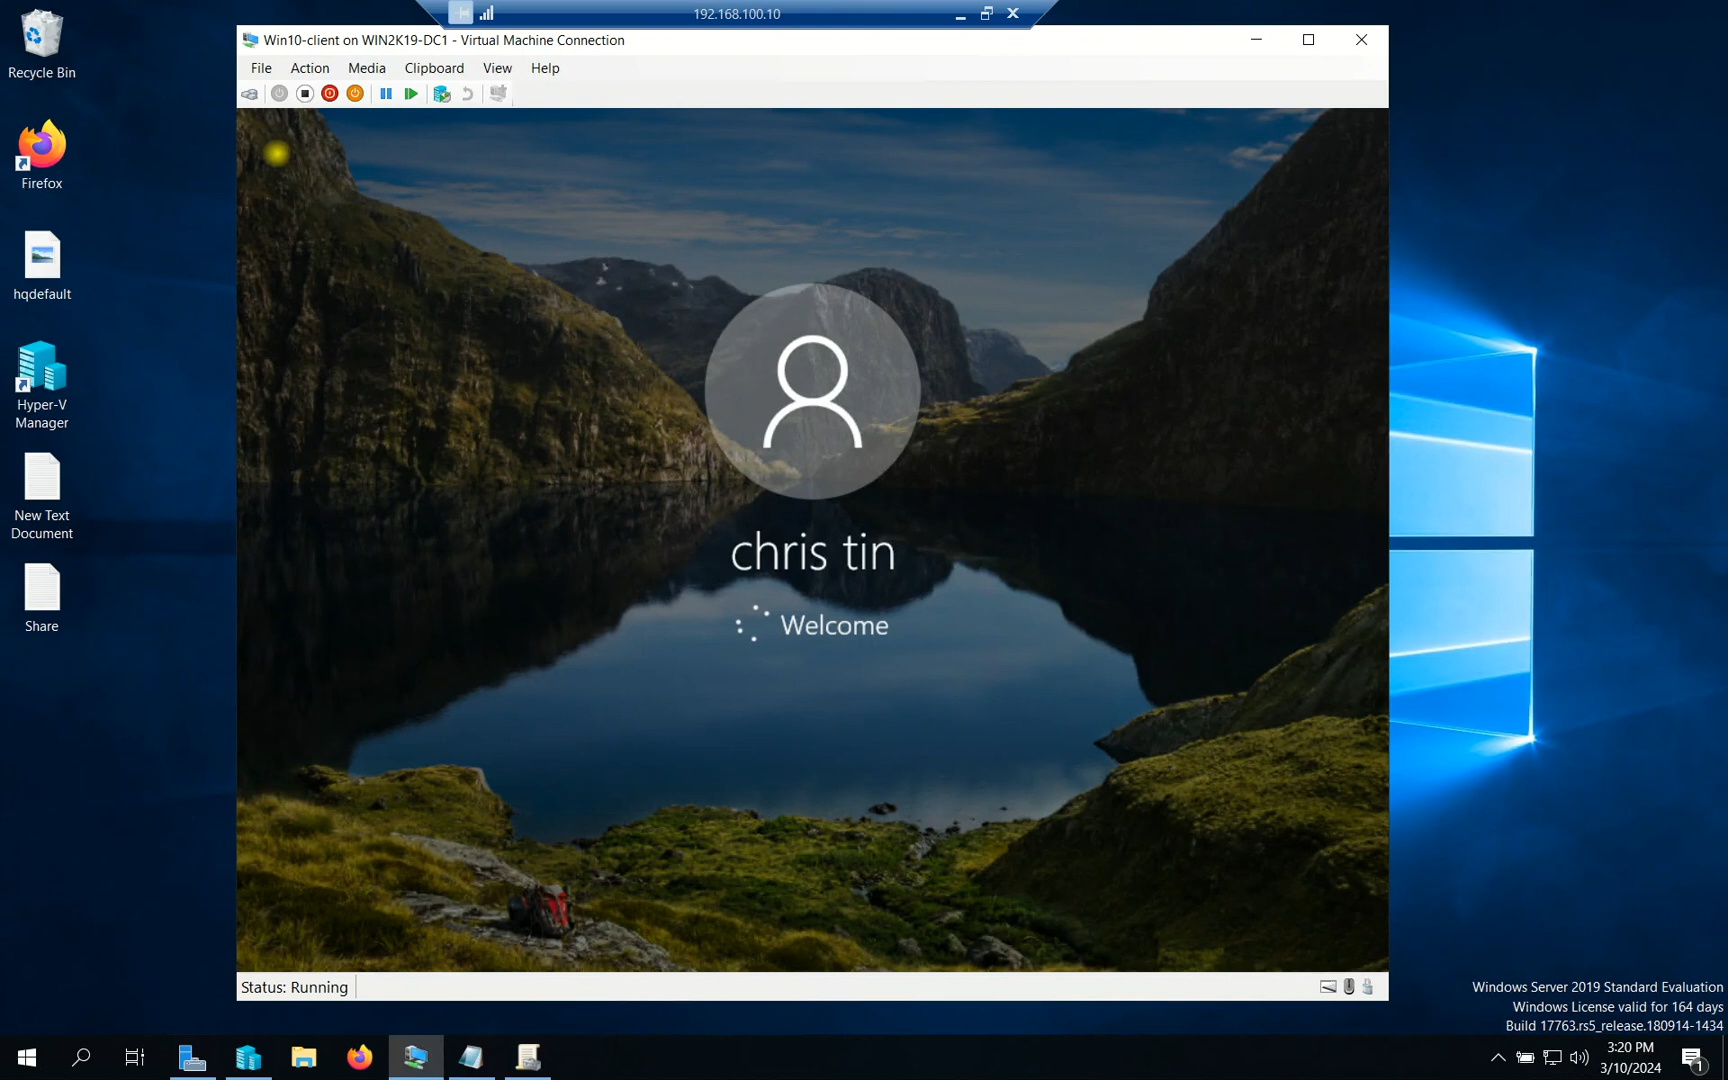 192.168.100.10
Win10-client on WIN2K19-DC1 - Virtual Machine Connection
File Action Media Clipboard View Help
Recycle Bin
Firefox
hqdefault
Hyper-V
Manager
New Text
Document
Share
chris tin
Welcome
Status: Running
Windows Server 2019 Standard Evaluation
Windows License valid for 164 days
Build 17763.rs5_release.180914-1434
3:20 PM
3/10/2024
1